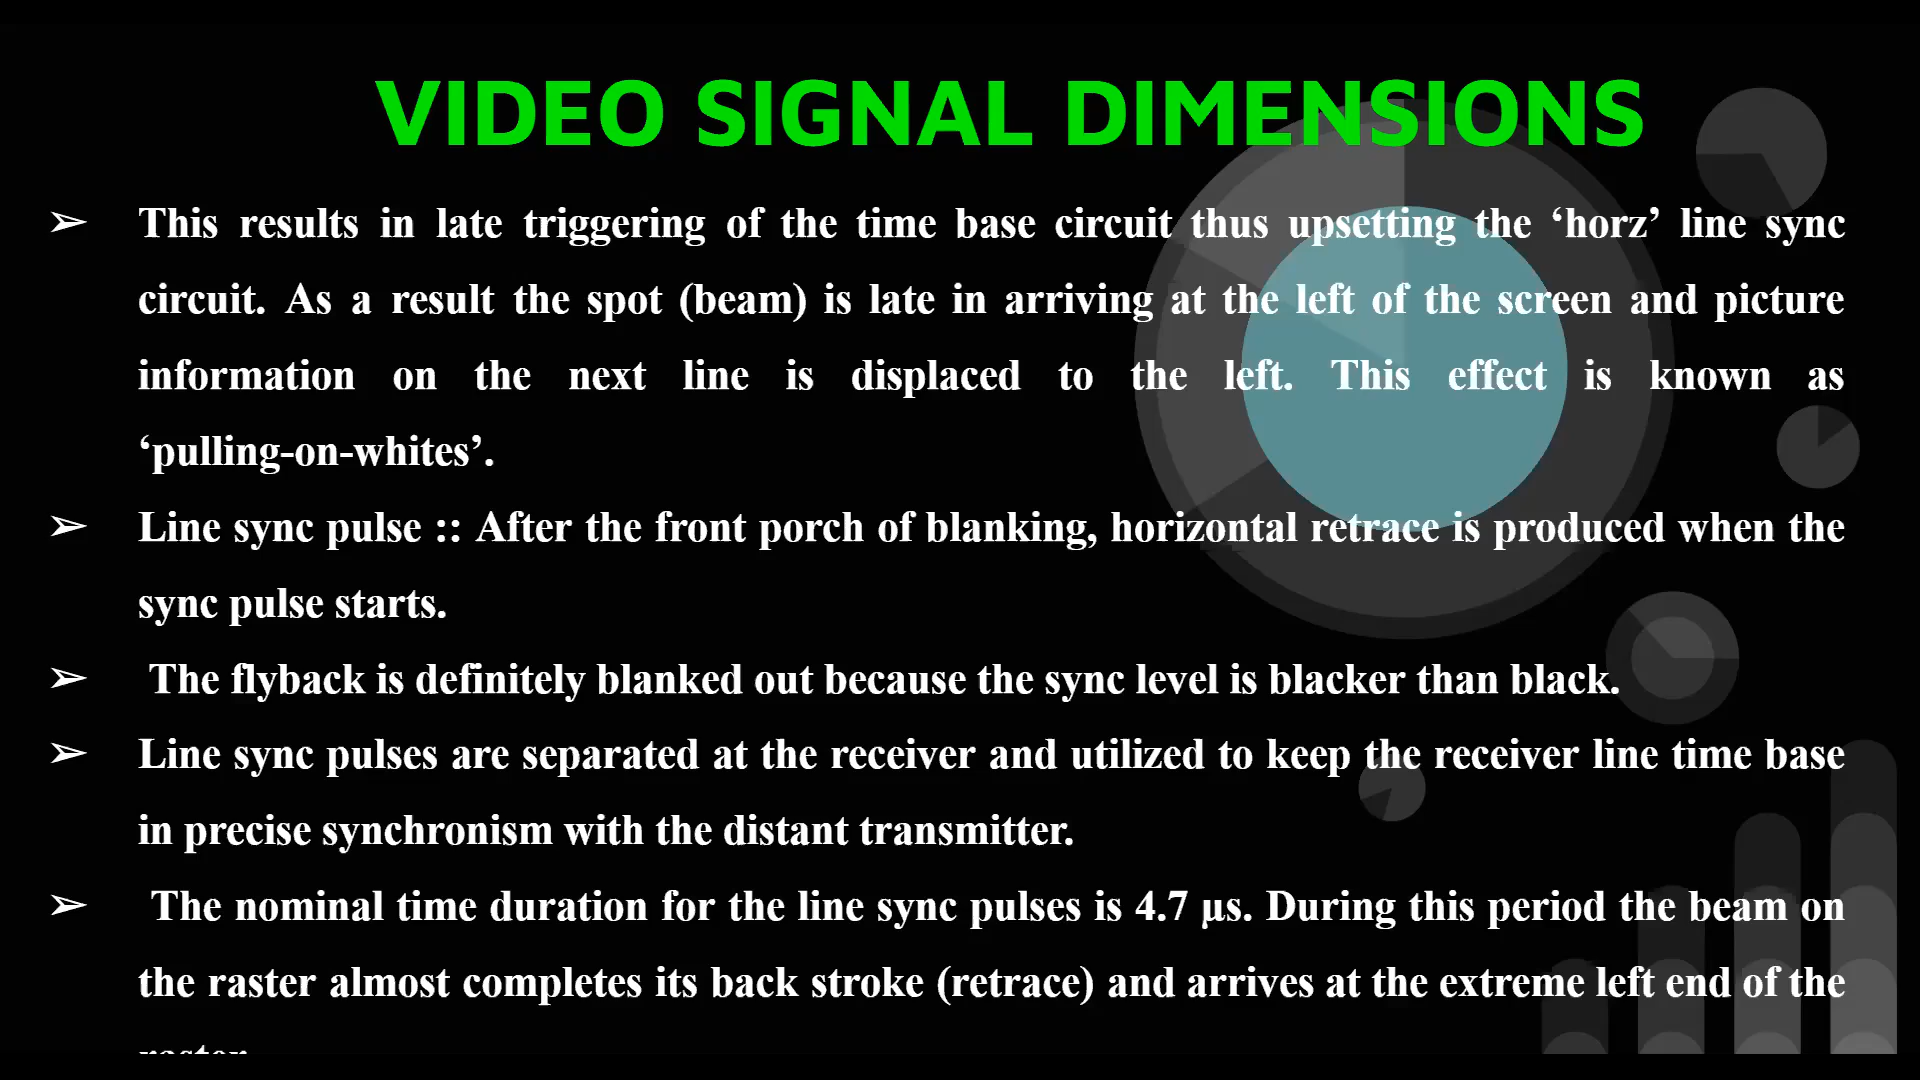 VIDEO SIGNAL DIMENSIONS
➢ This results in late triggering of the time base circuit thus upsetting the ‘horz’ line sync
circuit. As a result the spot (beam) is late in arriving at the left of the screen and picture
information on the next line is displaced to the left. This effect is known as
‘pulling-on-whites’.
➢ Line sync pulse :: After the front porch of blanking, horizontal retrace is produced when the
sync pulse starts.
➢ The flyback is definitely blanked out because the sync level is blacker than black.
➢ Line sync pulses are separated at the receiver and utilized to keep the receiver line time base
in precise synchronism with the distant transmitter.
➢ The nominal time duration for the line sync pulses is 4.7 μs. During this period the beam on
the raster almost completes its back stroke (retrace) and arrives at the extreme left end of the
raster.